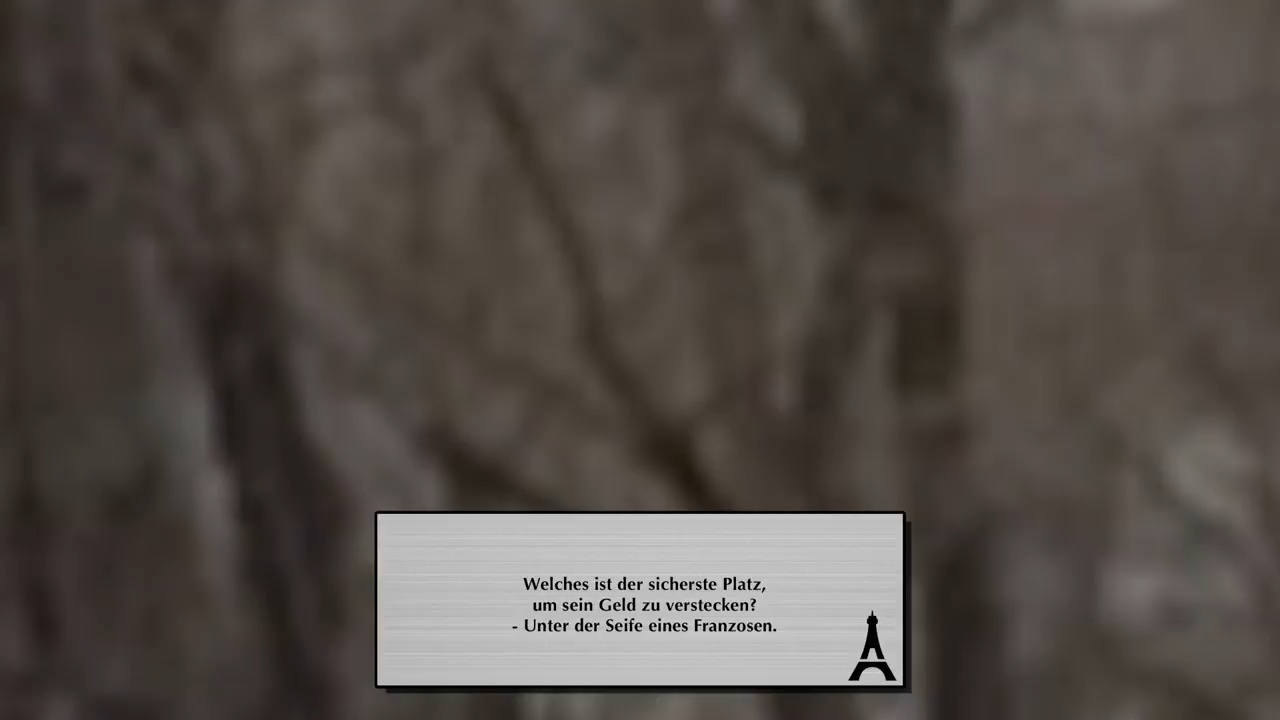 Welches ist der sicherste Platz,
um sein Geld zu verstecken?
- Unter der Seife eines Franzosen.